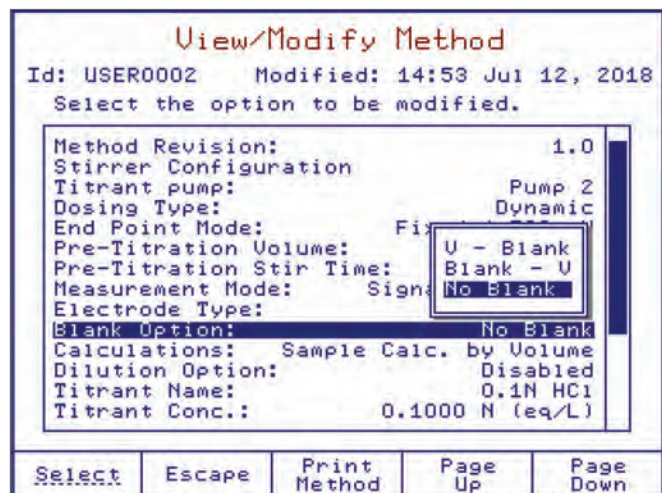 View/Modify Method
Id: USER0002 Modified: 14:53 Jul 12, 2018
Select the option to be modified.
Method Revision: 1.0
Stirrer Configuration
Titrant pump: Pump 2
Dosing Type: Dynamic
End Point Mode:
Pre-Titration Volume:
Pre-Titration Stir Time:
Measurement Mode:
Electrode Type:
V - Blank
Blank - V
No Blank
Blank Option: No Blank
Calculations: Sample Calc. by Volume
Dilution Option: Disabled
Titrant Name: 0.1N HCl
Titrant Conc.: 0.1000 N (eq/L)
Select
Escape
Print Method
Page Up
Page Down